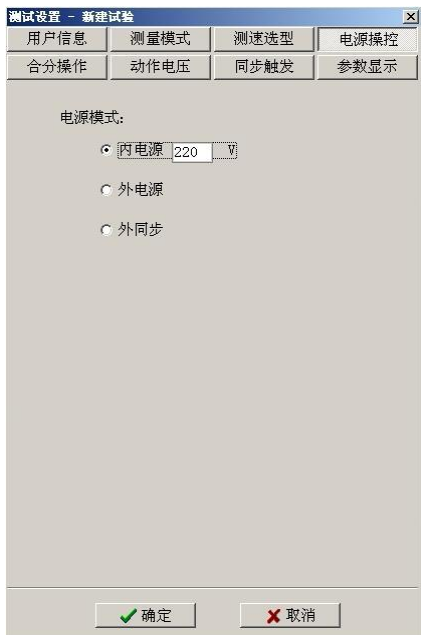 测试设置 - 新建试验
用户信息 测量模式 测速选型 电源操控
合分操作 动作电压 同步触发 参数显示
电源模式:
内电源 220 V
外电源
外同步
确定 取消